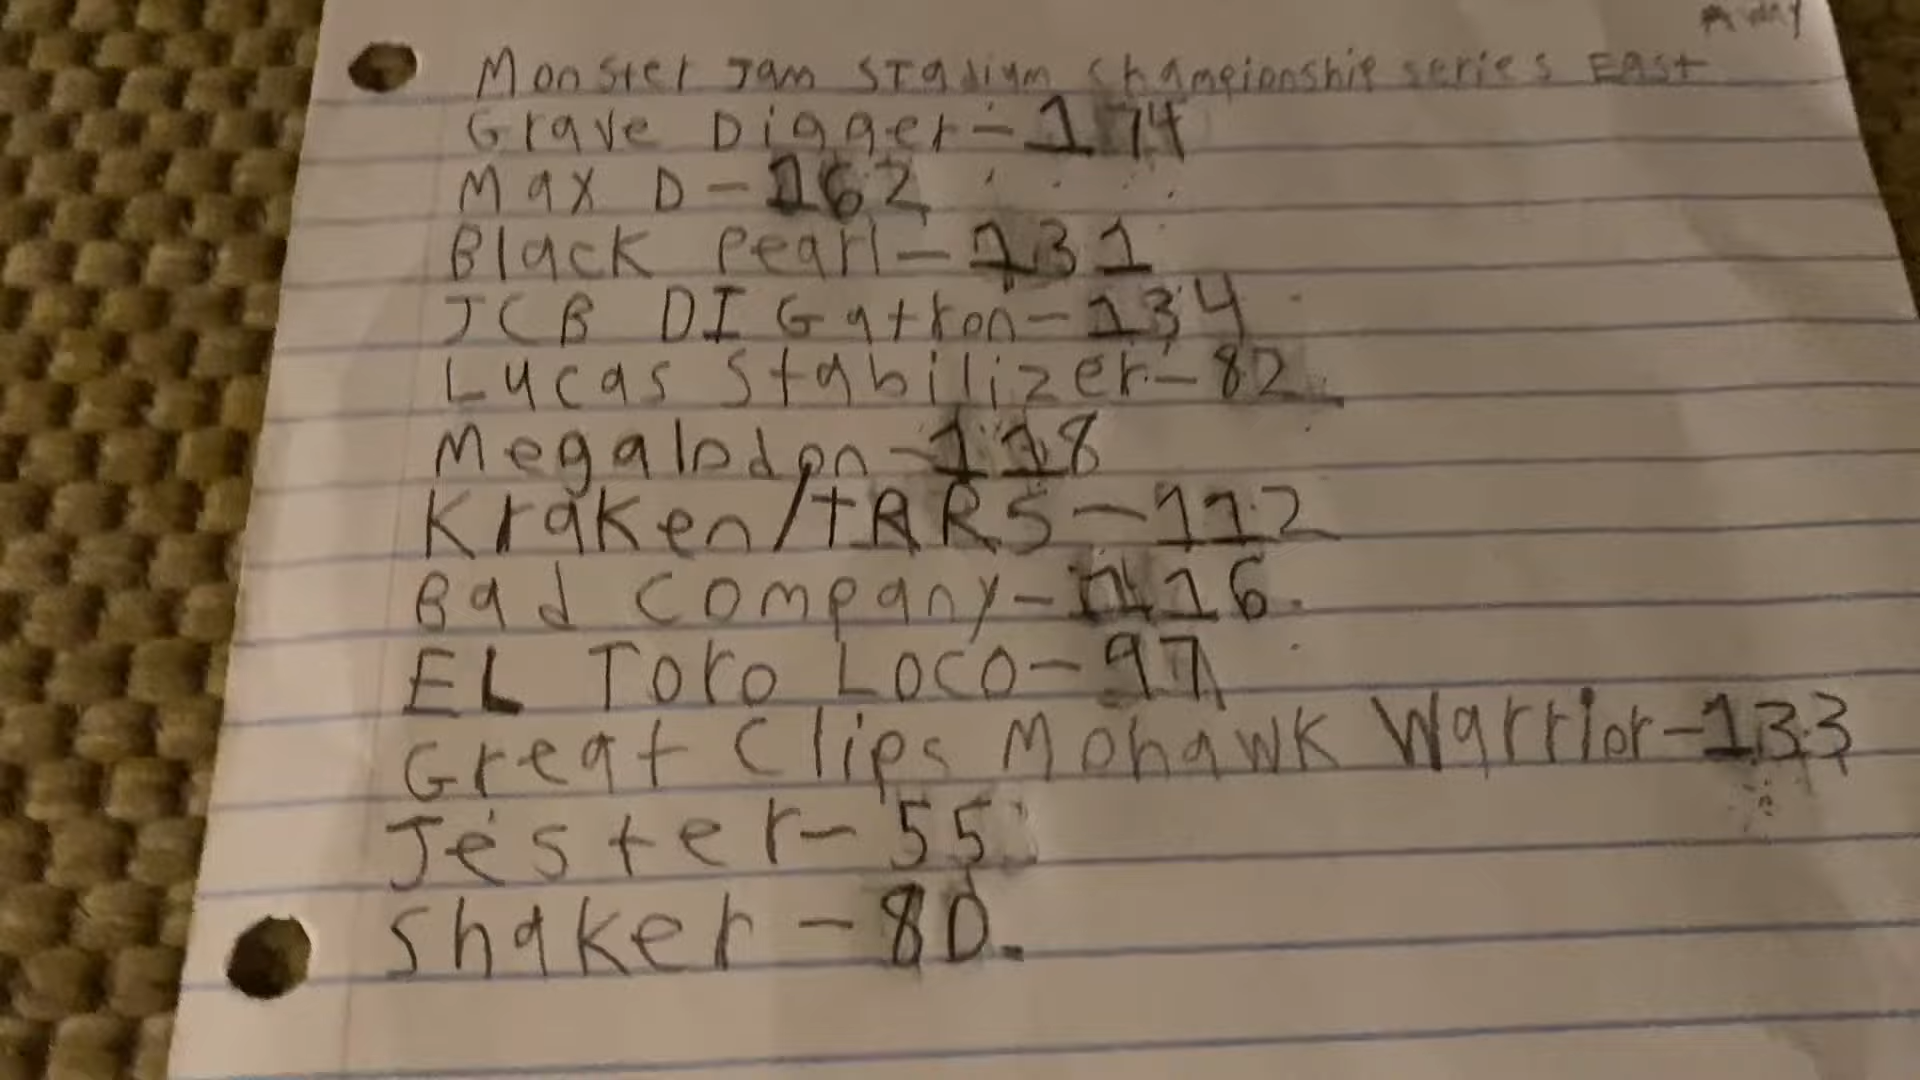 Monster Jam Stadium Championship series East
Grave Digger-174
Max D-162
Black Pearl-131
JCB DIGatron-134
Lucas Stabilizer-82
Megalodon-118
Kraken/TRRS-112
Bad Company-116
EL Toro Loco-97
Great Clips Mohawk Warrior-133
Jester-55
Shaker-80